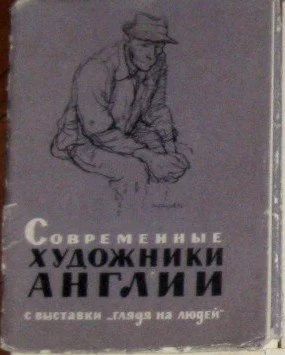 Современные
художники
Англии
с выставки „глядя на людей"